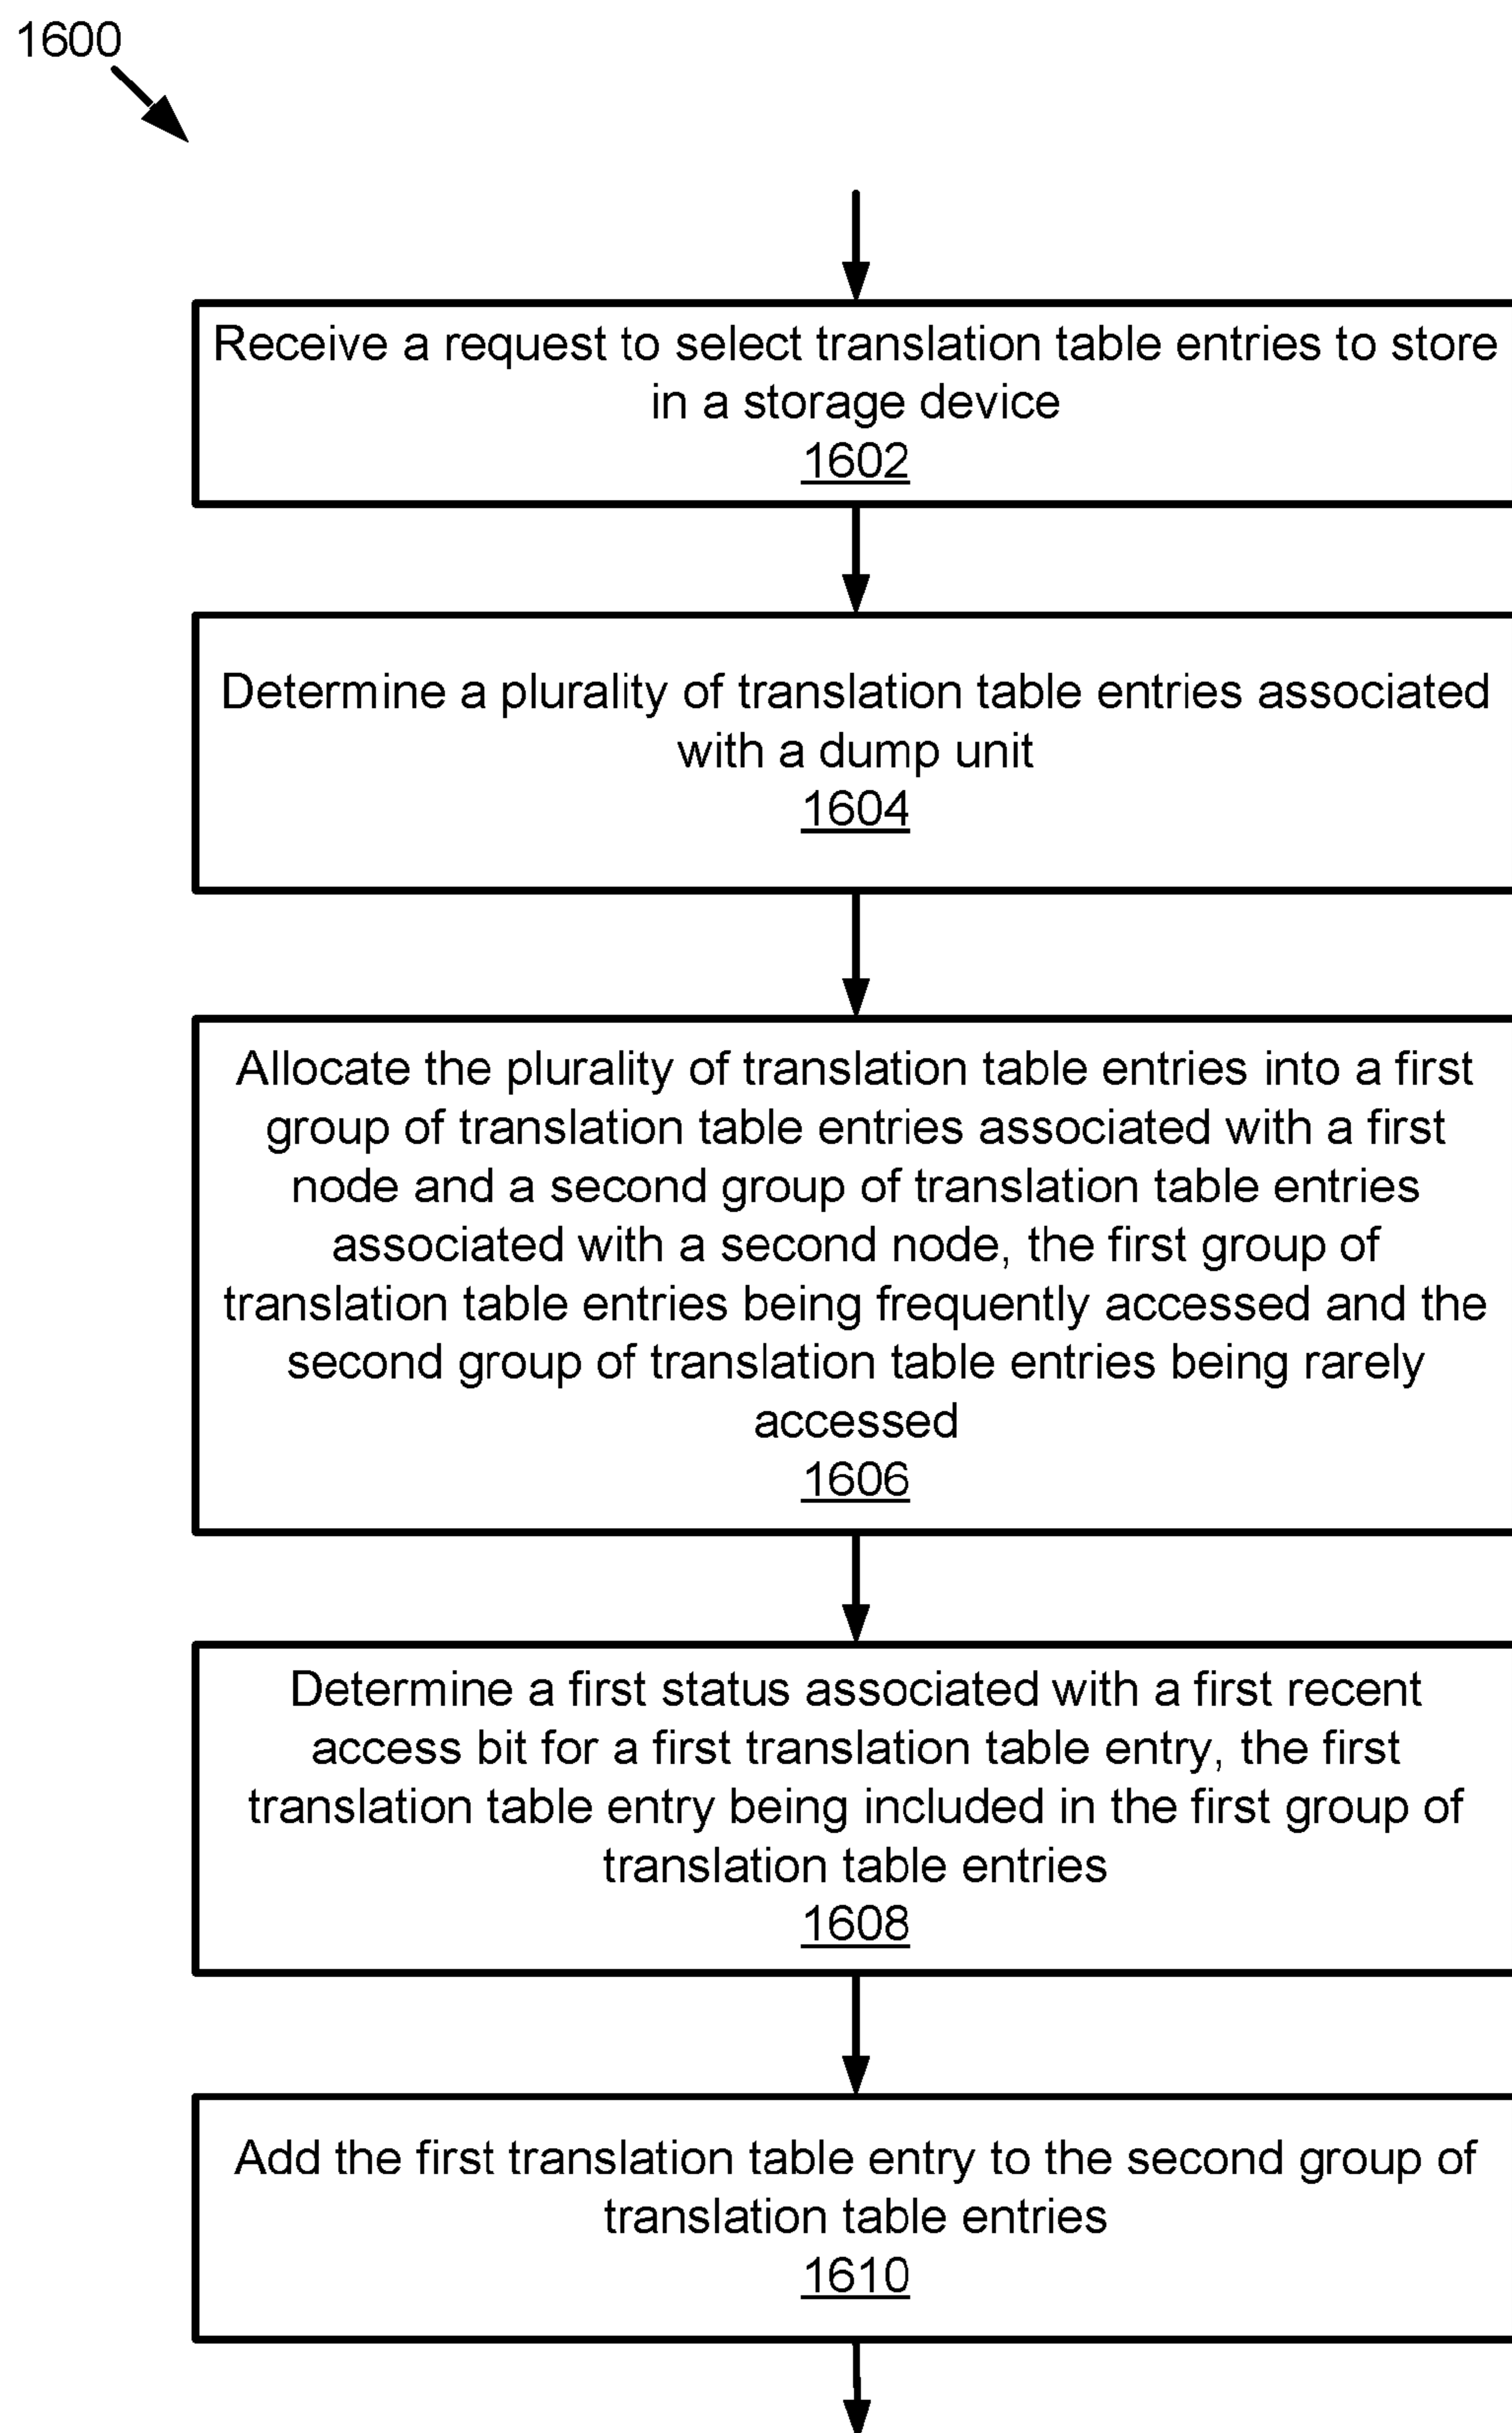 1600
Receive a request to select translation table entries to store
in a storage device
1602
Determine a plurality of translation table entries associated
with a dump unit
1604
Allocate the plurality of translation table entries into a first
group of translation table entries associated with a first
node and a second group of translation table entries
associated with a second node, the first group of
translation table entries being frequently accessed and the
second group of translation table entries being rarely
accessed
1606
Determine a first status associated with a first recent
access bit for a first translation table entry, the first
translation table entry being included in the first group of
translation table entries
1608
Add the first translation table entry to the second group of
translation table entries
1610